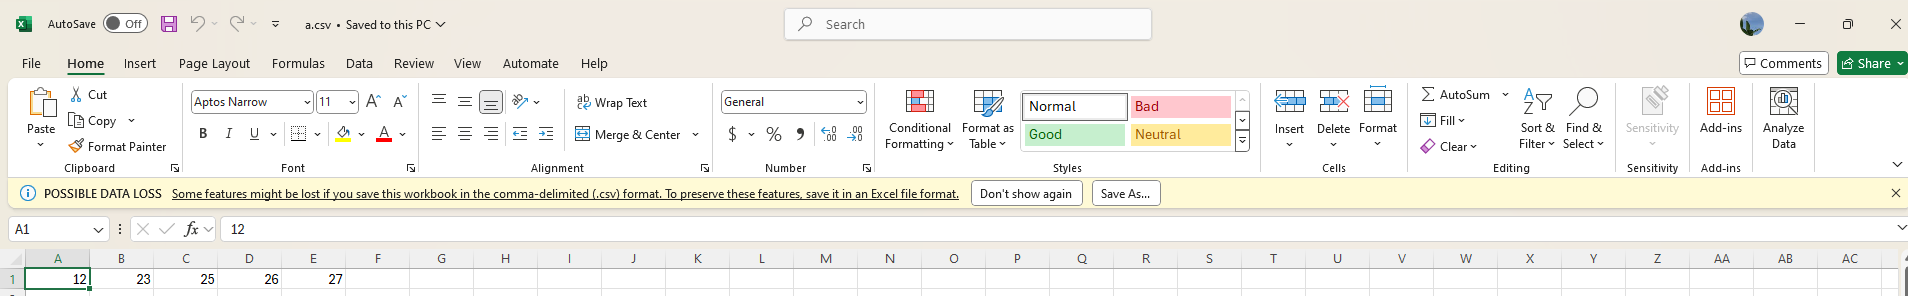 AutoSave Off a.csv • Saved to this PC Search
File Home Insert Page Layout Formulas Data Review View Automate Help Comments Share
Paste Cut Copy Format Painter
Clipboard
Aptos Narrow 11 A^ A˅
B I U A
Font
ab Wrap Text
Merge & Center
Alignment
General
$ % , .00
Number
Conditional Formatting Format as Table
Normal Bad
Good Neutral
Styles
Insert Delete Format
Cells
AutoSum
Fill
Clear
Sort & Filter Find & Select
Editing
Sensitivity
Sensitivity
Add-ins
Add-ins
Analyze Data
POSSIBLE DATA LOSS Some features might be lost if you save this workbook in the comma-delimited (.csv) format. To preserve these features, save it in an Excel file format. Don't show again Save As...
A1 fx 12
A B C D E F G H I J K L M N O P Q R S T U V W X Y Z AA AB AC
1 12 23 25 26 27